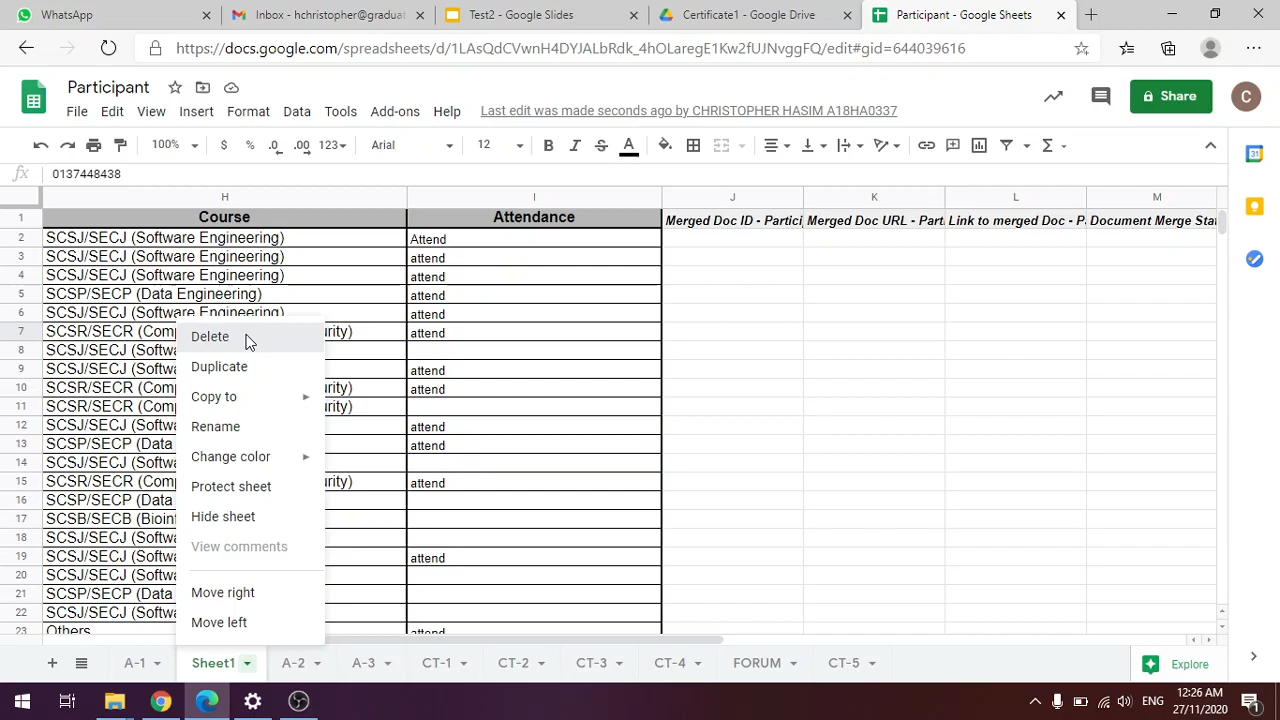 WhatsApp
Inbox - hchristopher@graduat
Test2 - Google Slides
Certificate1 - Google Drive
Participant - Google Sheets
https://docs.google.com/spreadsheets/d/1LAsQdCVwnH4DYJALbRdk_4hOLaregE1Kw2fUJNvggFQ/edit#gid=644039616
Participant
File Edit View Insert Format Data Tools Add-ons Help Last edit was made seconds ago by CHRISTOPHER HASIM A18HA0337
Share
C
100% $ % .0 .00 123 Arial 12 B I S A
fx 0137448438
H I J K L M
1 Course Attendance Merged Doc ID - Partici Merged Doc URL - Part Link to merged Doc - P Document Merge Stat
2 SCSJ/SECJ (Software Engineering) Attend
3 SCSJ/SECJ (Software Engineering) attend
4 SCSJ/SECJ (Software Engineering) attend
5 SCSP/SECP (Data Engineering) attend
6 SCSJ/SECJ (Software Engineering) attend
7 SCSR/SECR (Comp urity) attend
8 SCSJ/SECJ (Softwa
9 SCSJ/SECJ (Softwa attend
10 SCSR/SECR (Comp urity) attend
11 SCSR/SECR (Comp urity)
12 SCSJ/SECJ (Softwa attend
13 SCSP/SECP (Data attend
14 SCSJ/SECJ (Softwa
15 SCSR/SECR (Comp urity) attend
16 SCSP/SECP (Data
17 SCSB/SECB (Bioinf
18 SCSJ/SECJ (Softwa
19 SCSJ/SECJ (Softwa attend
20 SCSJ/SECJ (Softwa
21 SCSP/SECP (Data
22 SCSJ/SECJ (Softwa
23 Others attend
Delete
Duplicate
Copy to
Rename
Change color
Protect sheet
Hide sheet
View comments
Move right
Move left
A-1 Sheet1 A-2 A-3 CT-1 CT-2 CT-3 CT-4 FORUM CT-5
Explore
ENG
12:26 AM
27/11/2020